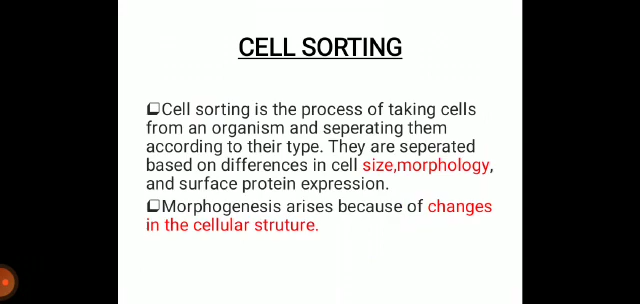 CELL SORTING
❑Cell sorting is the process of taking cells
from an organism and seperating them
according to their type. They are seperated
based on differences in cell size,morphology,
and surface protein expression.
❑Morphogenesis arises because of changes
in the cellular struture.